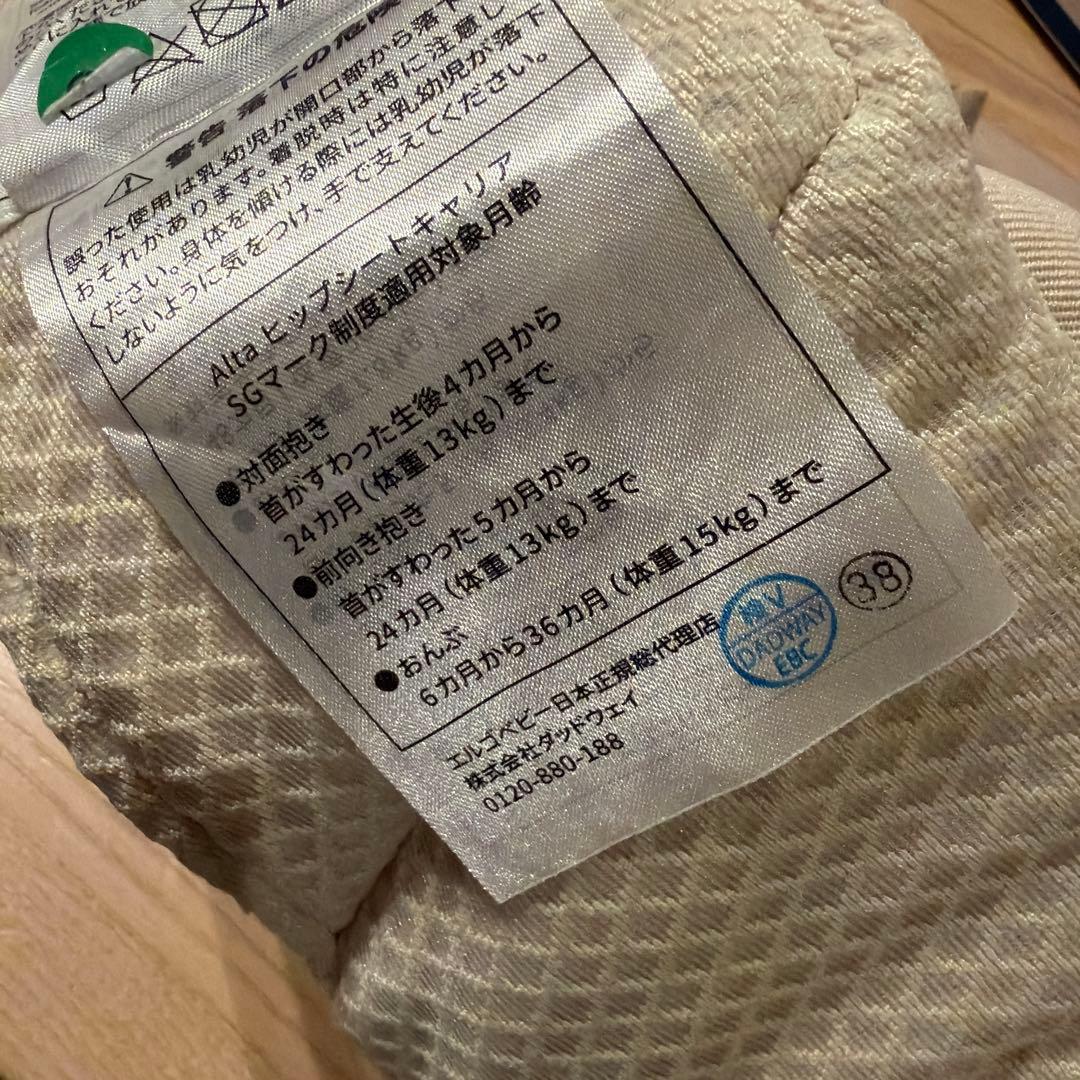 ⚠警告 落下の危険
誤った使用は乳幼児が開口部から落下
おそれがあります。着脱時は特に注意し
ください。身体を傾ける際には乳幼児が落下
しないように気をつけ、手で支えてください。
Alta ヒップシートキャリア
SGマーク制度適用対象月齢
●対面抱き
首がすわった生後4カ月から
24カ月(体重13kg)まで
●前向き抱き
首がすわった5カ月から
24カ月(体重13kg)まで
●おんぶ
6カ月から36カ月(体重15kg)まで
エルゴベビー日本正規総代理店
株式会社ダッドウェイ
0120-880-188
検V
DADWAY
EBC
38